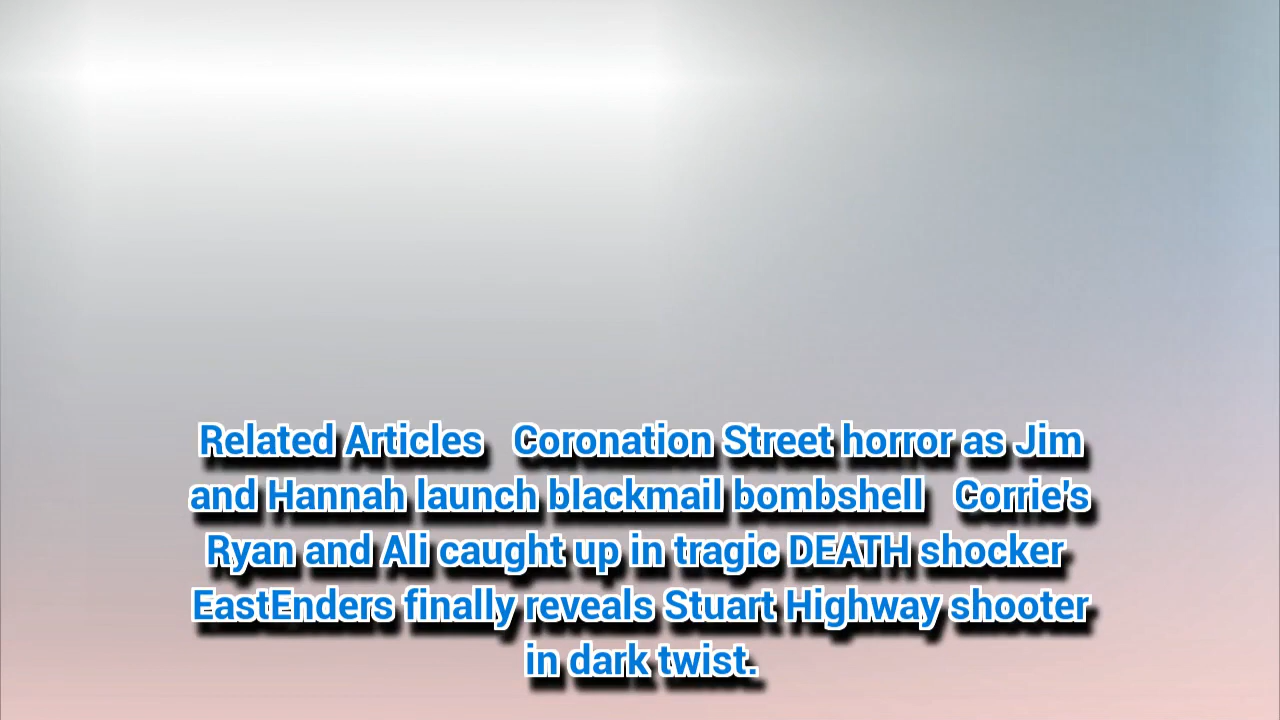 Related Articles   Coronation Street horror as Jim
and Hannah launch blackmail bombshell   Corrie's
Ryan and Ali caught up in tragic DEATH shocker
EastEnders finally reveals Stuart Highway shooter
in dark twist.